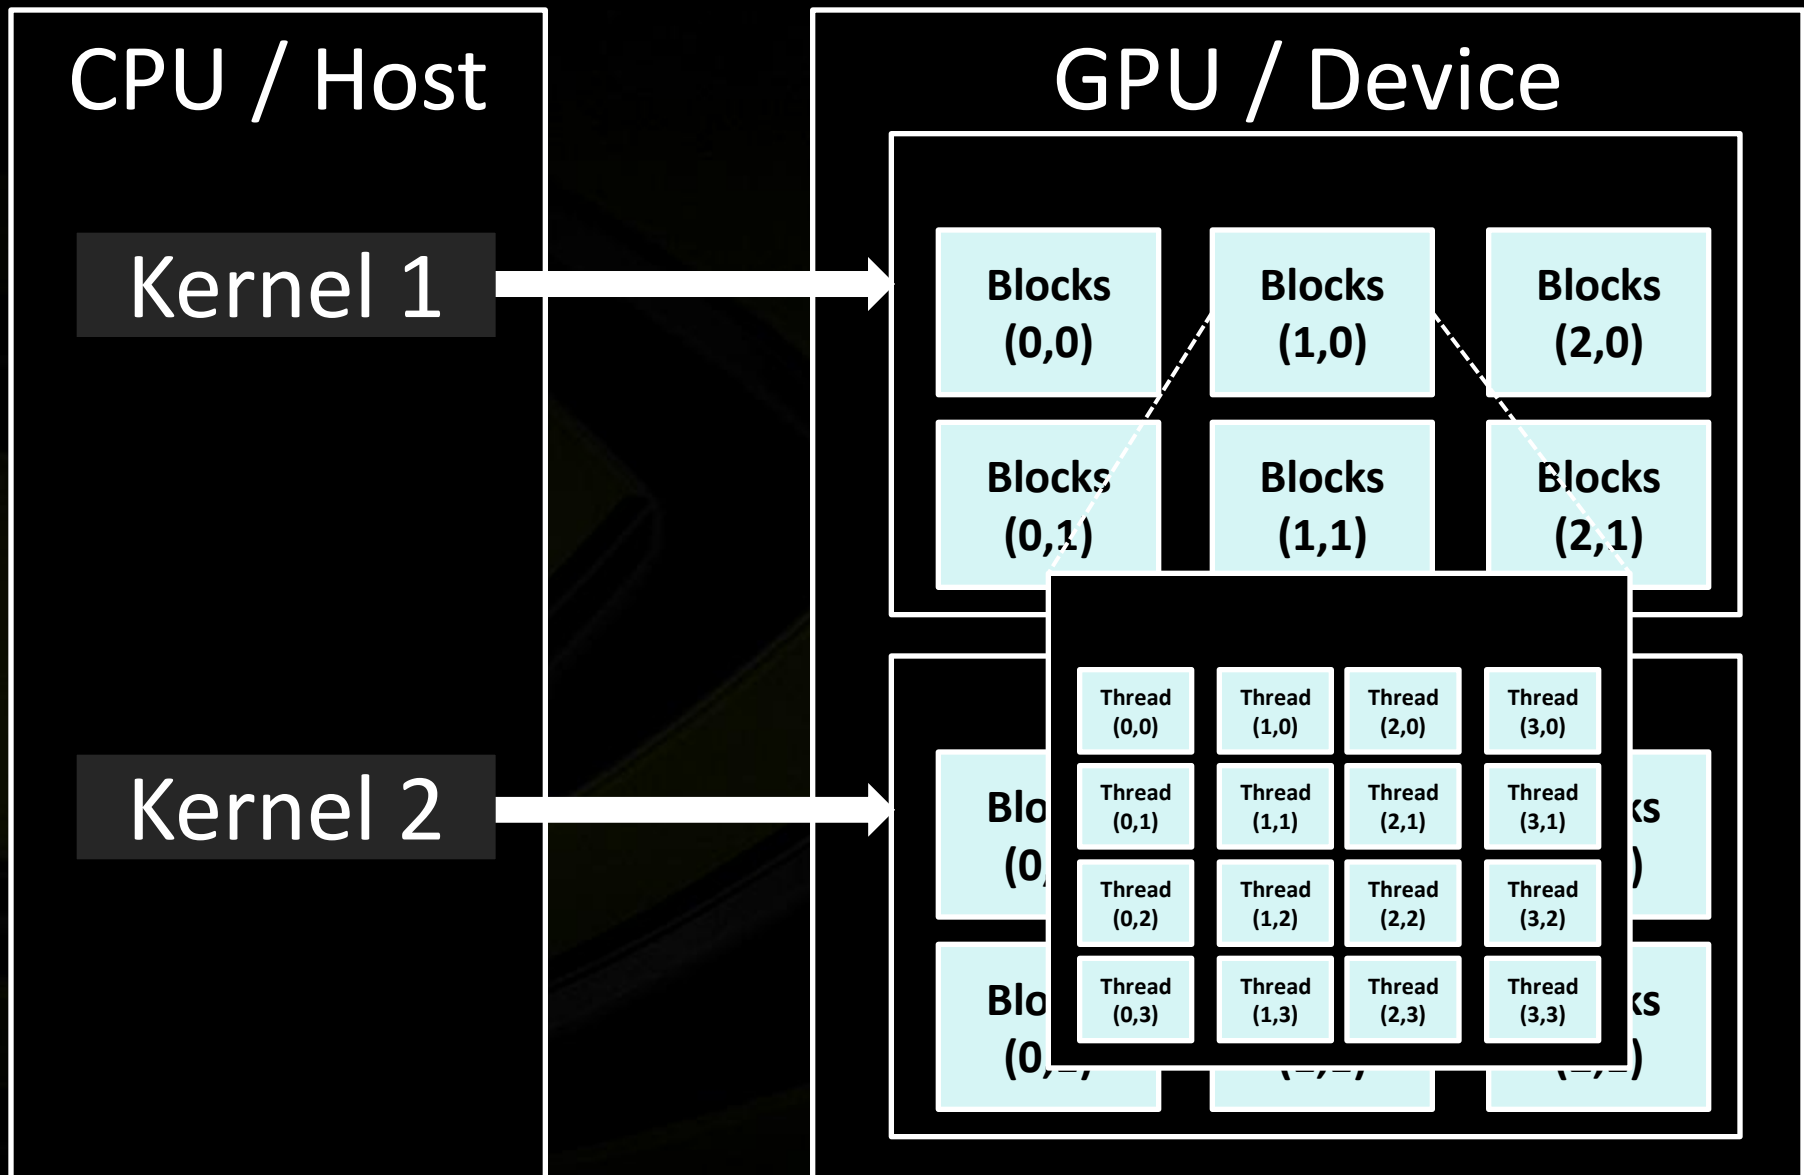 CPU / Host
GPU / Device
Kernel 1
Blocks
(0,0)
Blocks
(1,0)
Blocks
(2,0)
Blocks
(0,1)
Blocks
(1,1)
Blocks
(2,1)
Kernel 2
Thread
(0,0)
Thread
(1,0)
Thread
(2,0)
Thread
(3,0)
Thread
(0,1)
Thread
(1,1)
Thread
(2,1)
Thread
(3,1)
Thread
(0,2)
Thread
(1,2)
Thread
(2,2)
Thread
(3,2)
Thread
(0,3)
Thread
(1,3)
Thread
(2,3)
Thread
(3,3)